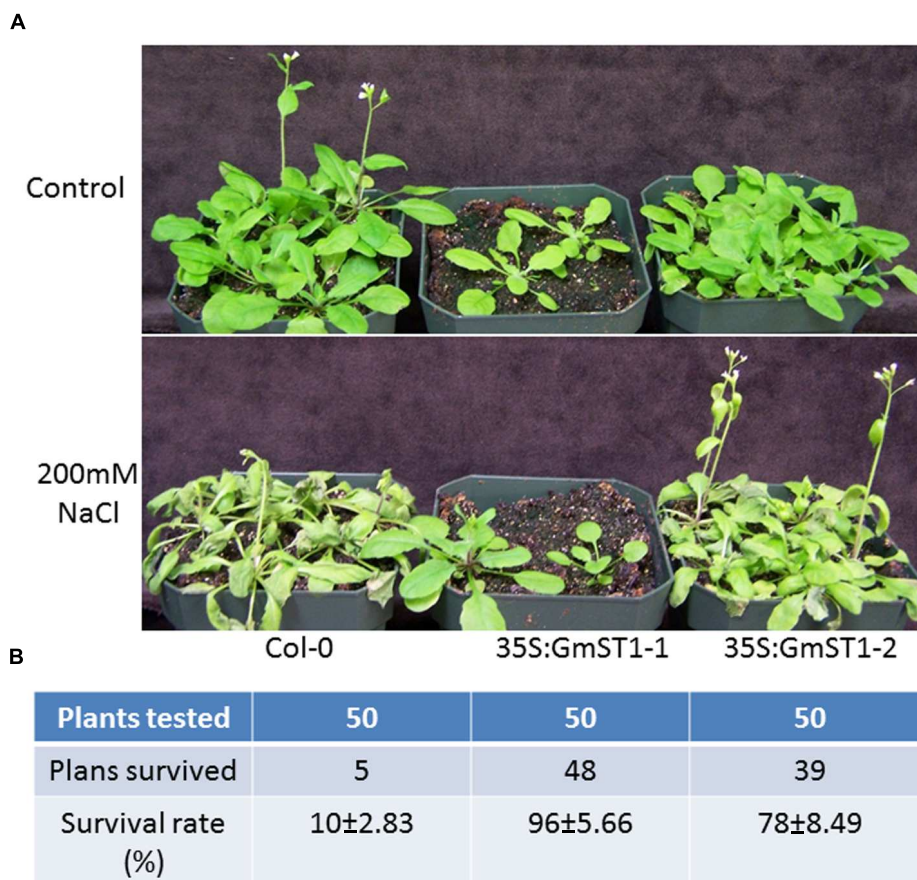 A
Control
200mM
NaCl
Col-0 35S:GmST1-1 35S:GmST1-2
B
Plants tested 50 50 50
Plans survived 5 48 39
Survival rate 10±2.83 96±5.66 78±8.49
(%)